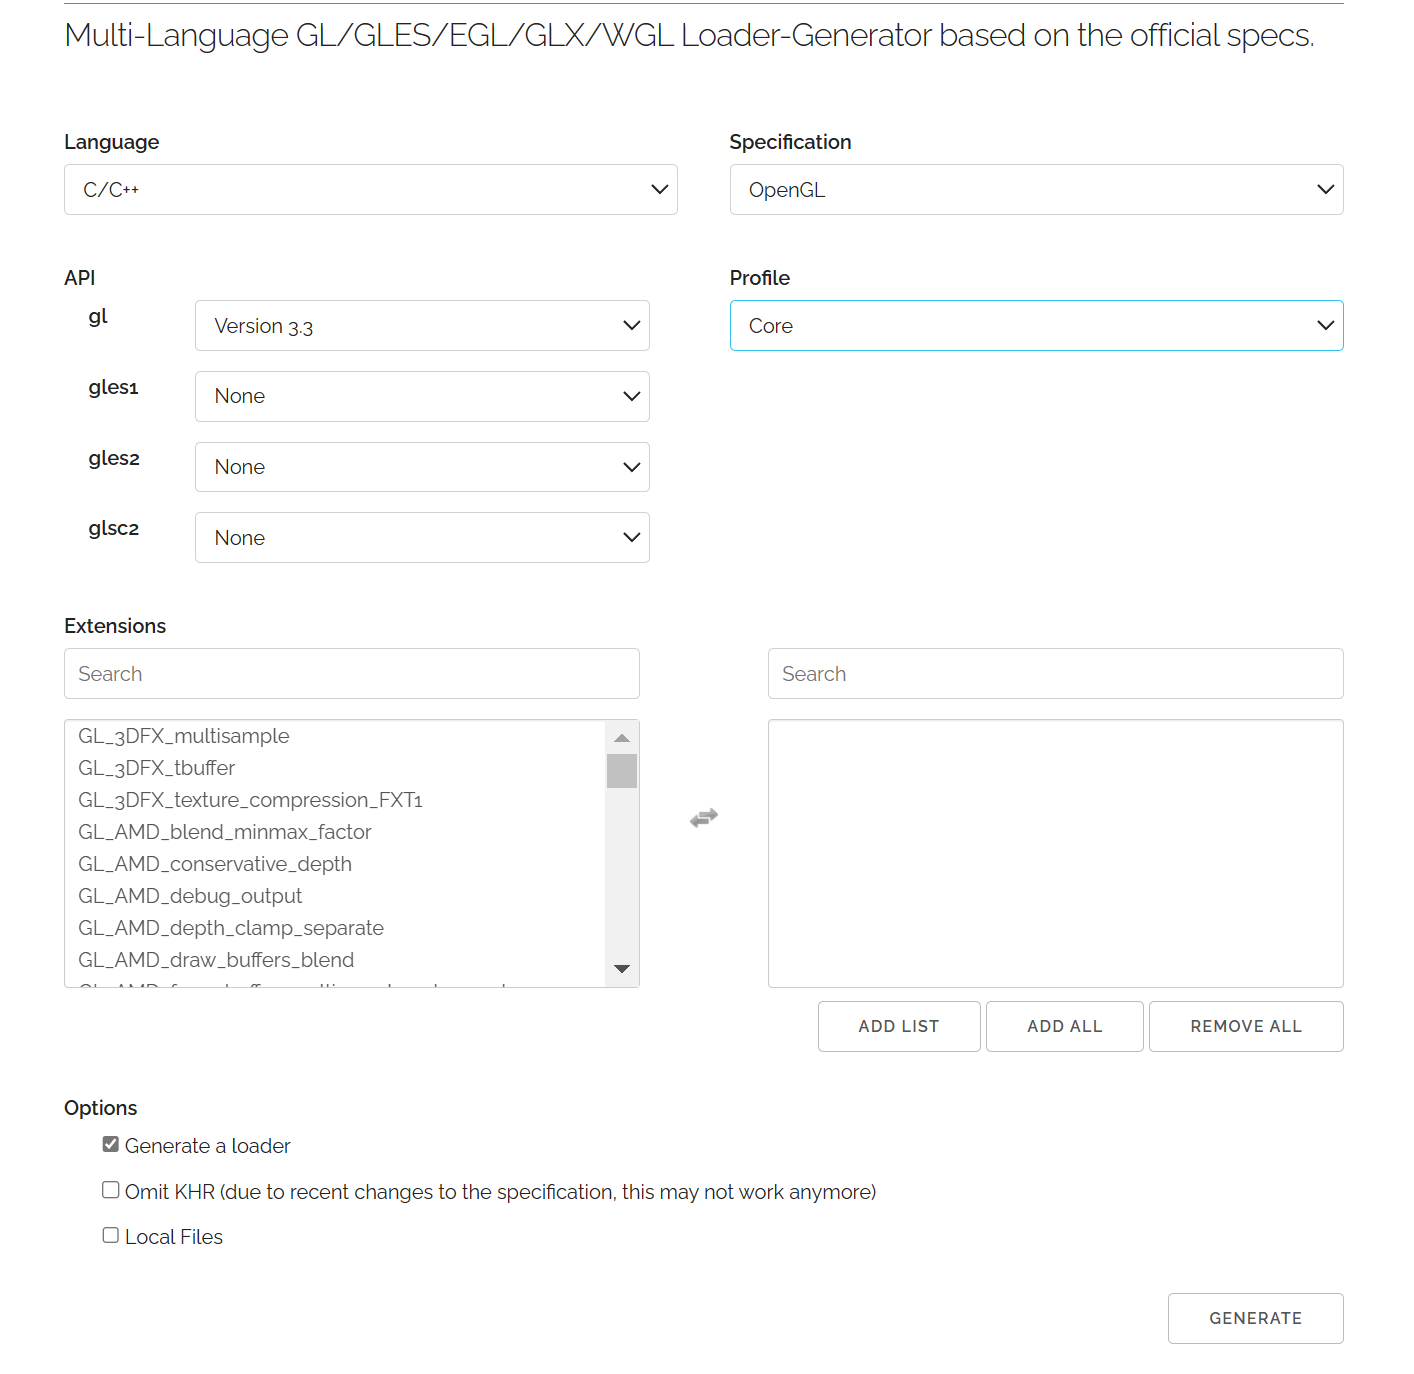 Multi-Language GL/GLES/EGL/GLX/WGL Loader-Generator based on the official specs.
Language
C/C++
Specification
OpenGL
API
gl
Version 3.3
Profile
Core
gles1
None
gles2
None
glsc2
None
Extensions
Search
GL_3DFX_multisample
GL_3DFX_tbuffer
GL_3DFX_texture_compression_FXT1
GL_AMD_blend_minmax_factor
GL_AMD_conservative_depth
GL_AMD_debug_output
GL_AMD_depth_clamp_separate
GL_AMD_draw_buffers_blend
Search
ADD LIST
ADD ALL
REMOVE ALL
Options
Generate a loader
Omit KHR (due to recent changes to the specification, this may not work anymore)
Local Files
GENERATE